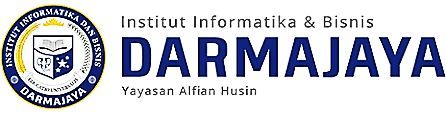 INSTITUT INFORMATIKA DAN BISNIS
DARMAJAYA
Institut Informatika & Bisnis
DARMAJAYA
Yayasan Alfian Husin